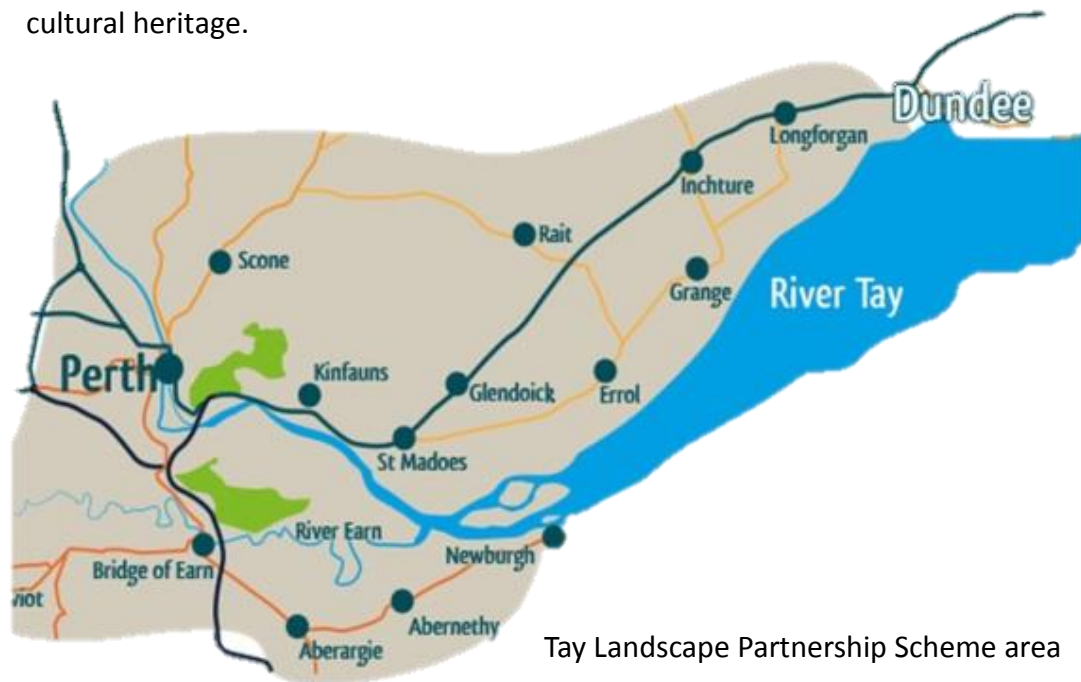 cultural heritage.
Dundee
Longforgan
Inchture
Rait
Scone
Grange
River Tay
Perth
Kinfauns
Glendoick
Errol
St Madoes
River Earn
Newburgh
Bridge of Earn
viot
Abernethy
Aberargie
Tay Landscape Partnership Scheme area